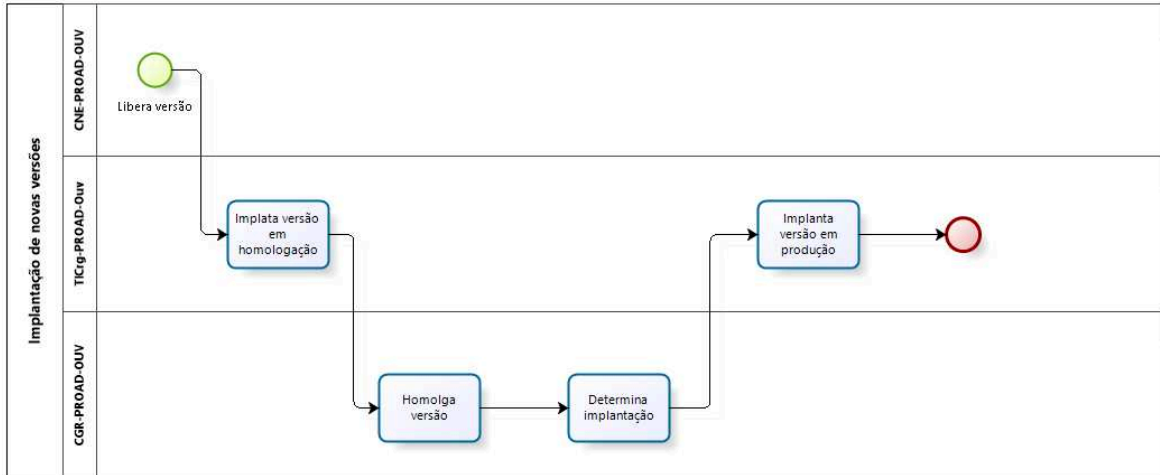 Implantação de novas versões
CNE-PROAD-OUV
Libera versão
TICrg-PROAD-Ouv
Implata versão
em
homologação
Implanta
versão em
produção
CGR-PROAD-OUV
Homolga
versão
Determina
implantação